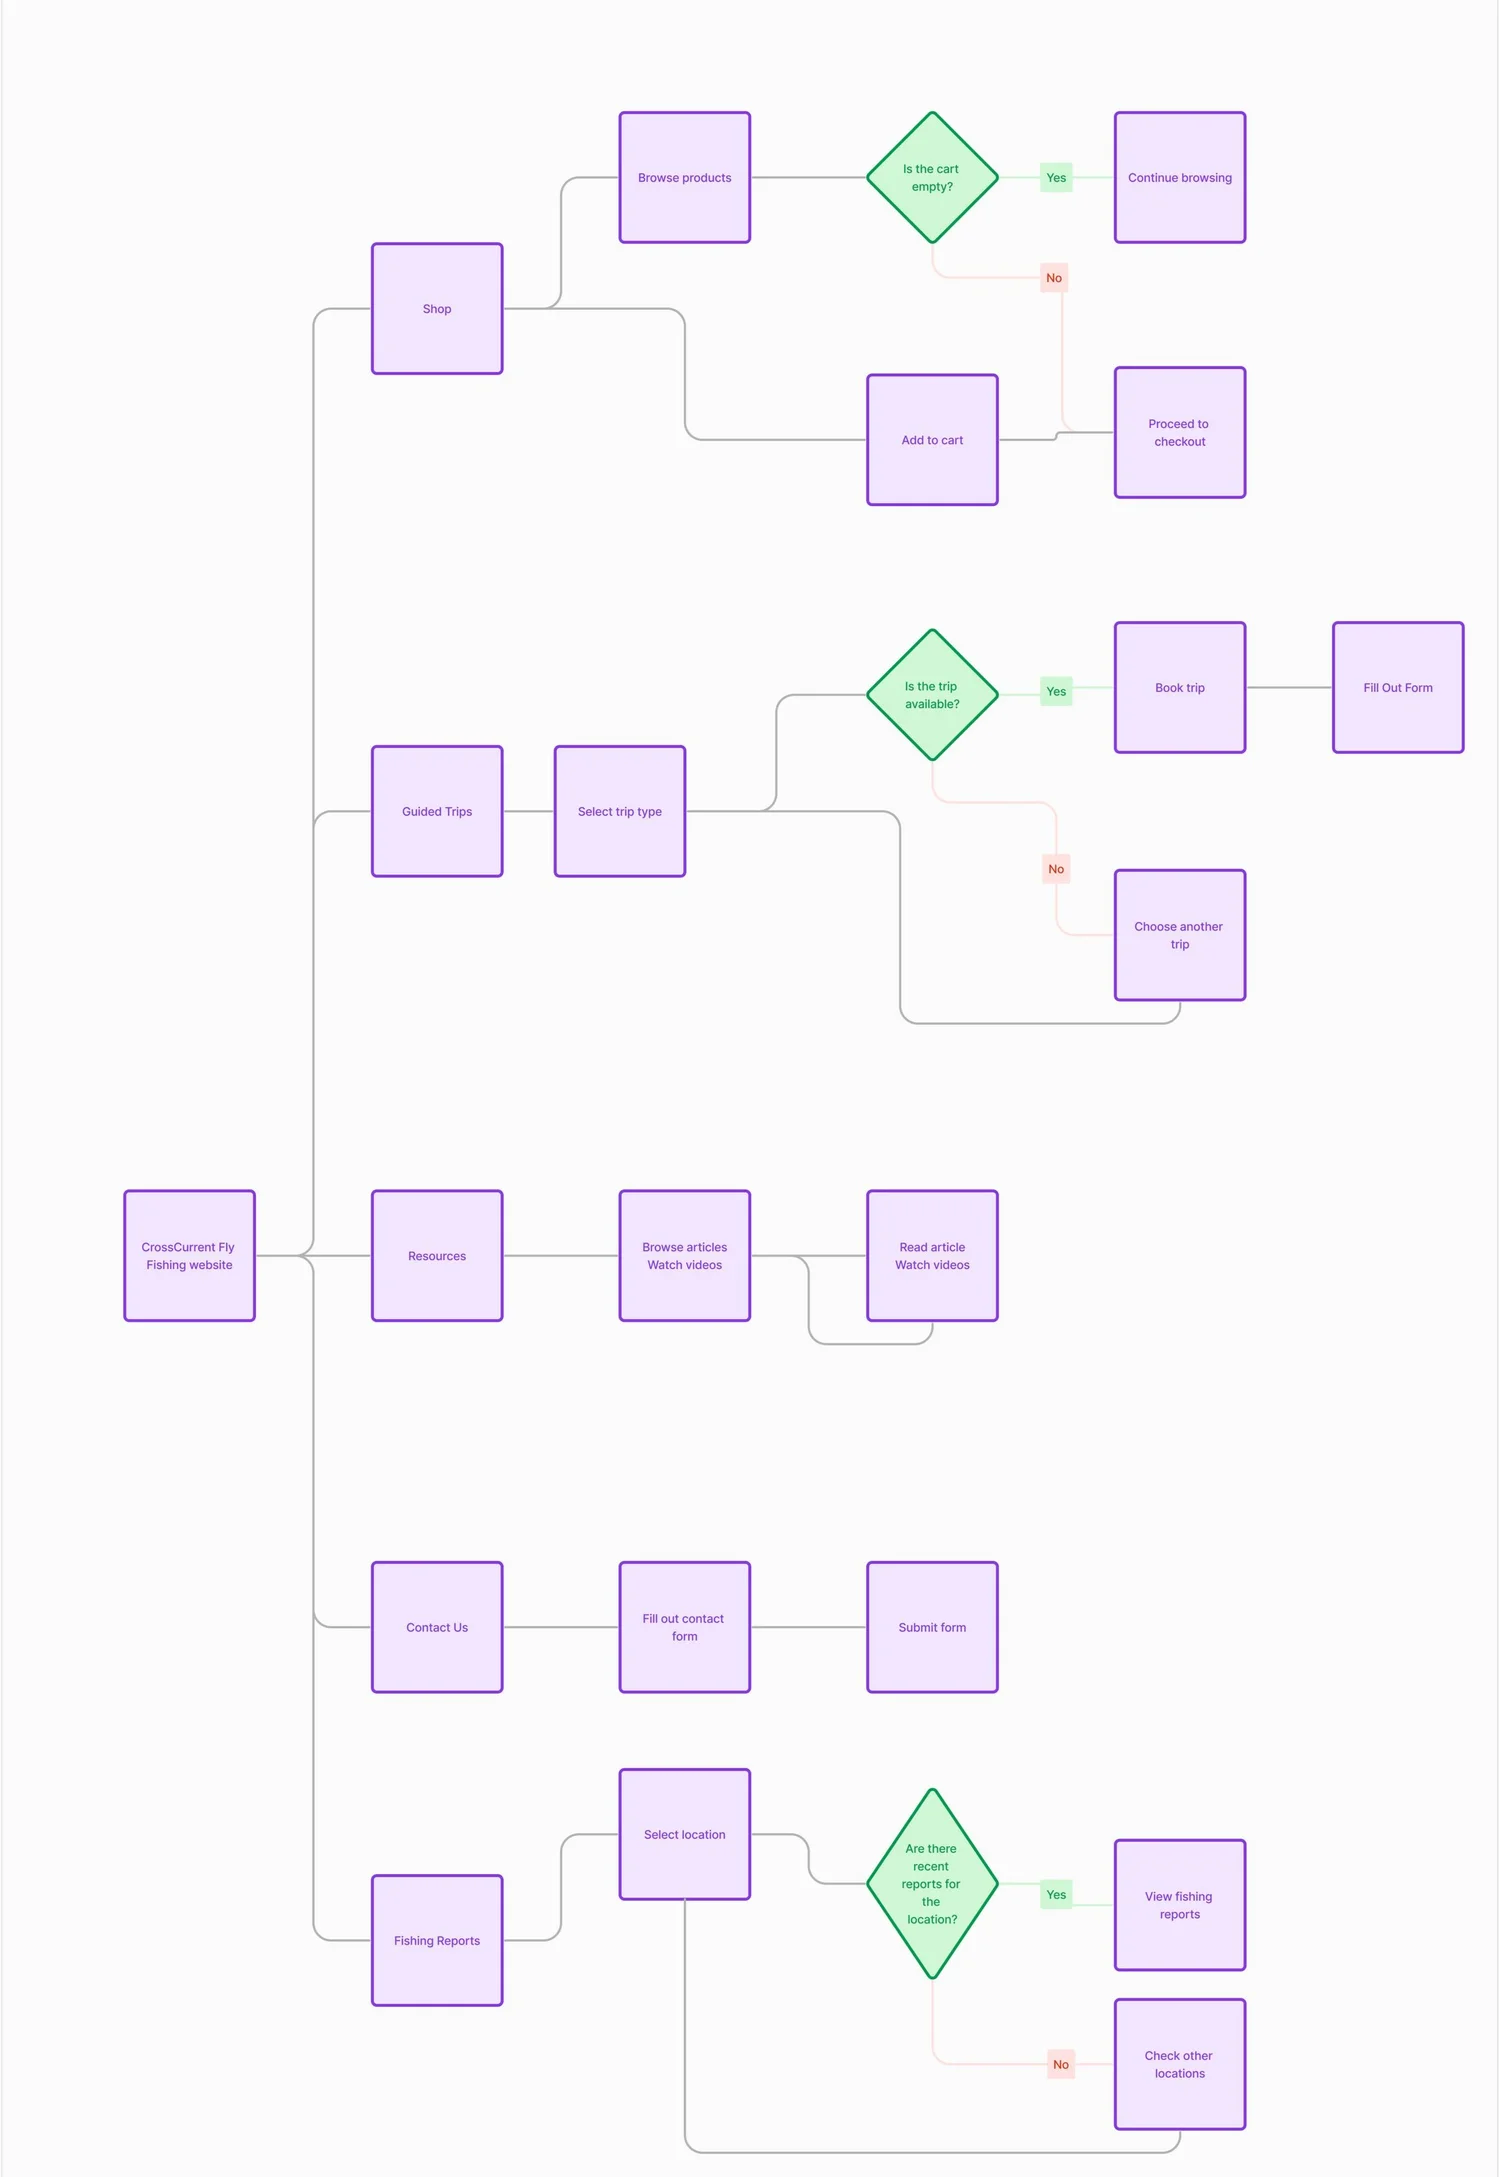 Browse products
Is the cart
empty?
Yes
Continue browsing
No
Shop
Add to cart
Proceed to
checkout
Is the trip
available?
Yes
Book trip
Fill Out Form
Guided Trips
Select trip type
No
Choose another
trip
CrossCurrent Fly
Fishing website
Resources
Browse articles
Watch videos
Read article
Watch videos
Contact Us
Fill out contact
form
Submit form
Select location
Are there
recent
reports for
the
location?
Yes
View fishing
reports
Fishing Reports
No
Check other
locations